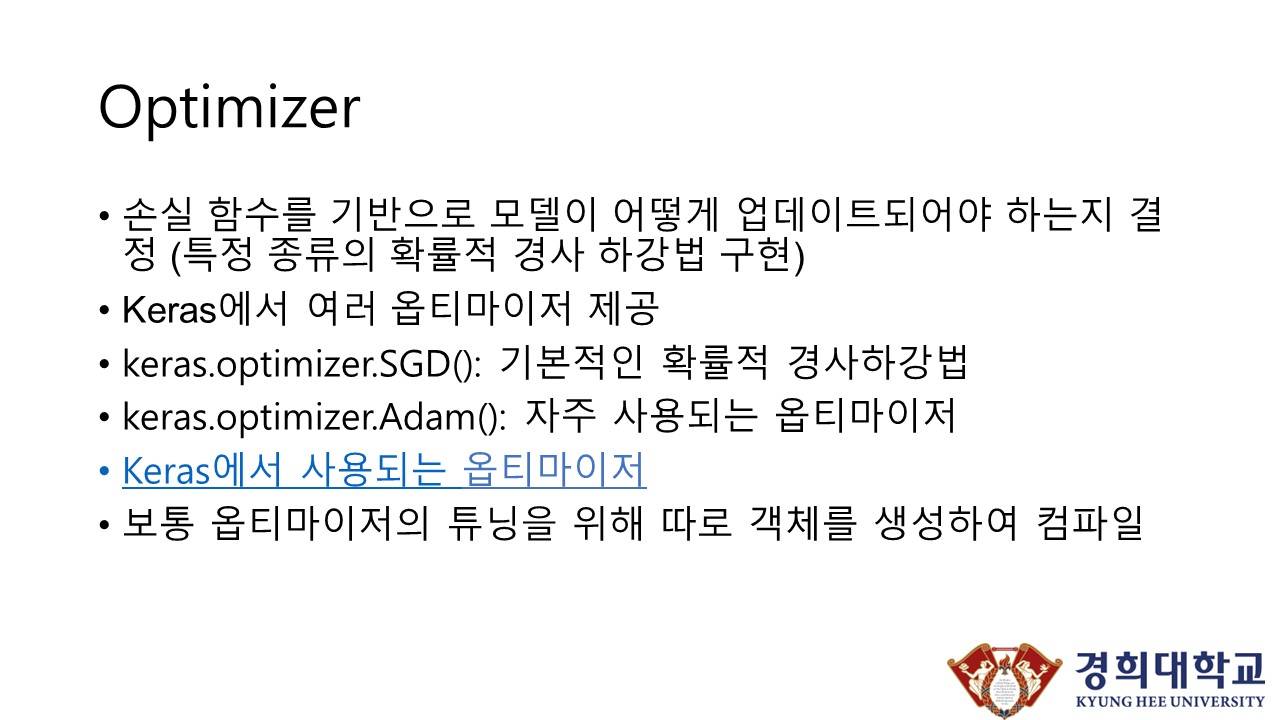 Optimizer
• 손실 함수를 기반으로 모델이 어떻게 업데이트되어야 하는지 결
정 (특정 종류의 확률적 경사 하강법 구현)
• Keras에서 여러 옵티마이저 제공
• keras.optimizer.SGD(): 기본적인 확률적 경사하강법
• keras.optimizer.Adam(): 자주 사용되는 옵티마이저
• Keras에서 사용되는 옵티마이저
• 보통 옵티마이저의 튜닝을 위해 따로 객체를 생성하여 컴파일
경희대학교
KYUNG HEE UNIVERSITY